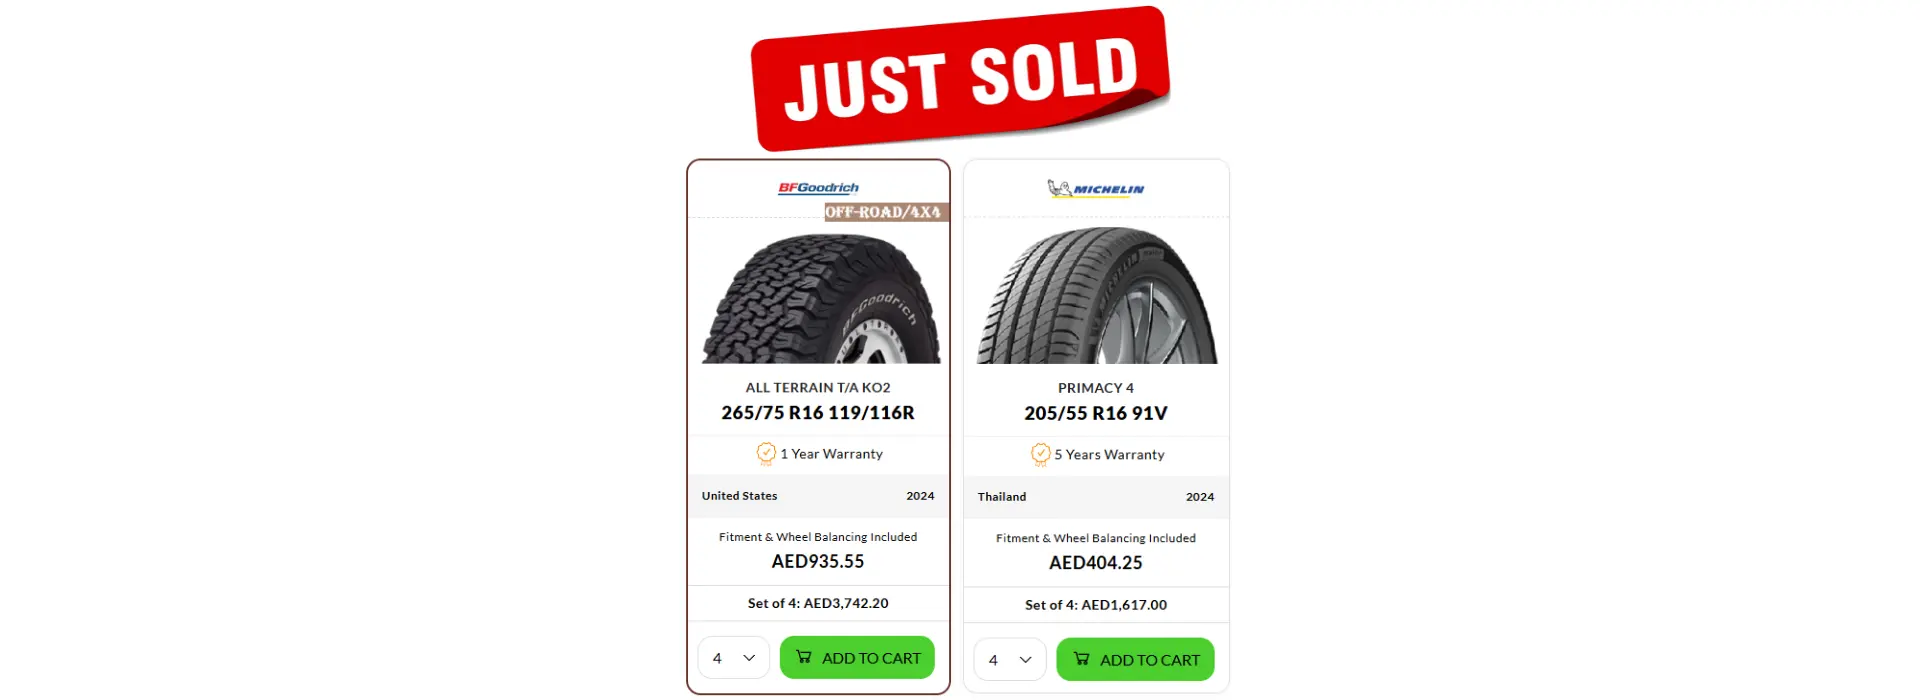 JUST SOLD
BFGoodrich
OFF-ROAD/4X4
BFGoodrich
ALL TERRAIN T/A KO2
265/75 R16 119/116R
1 Year Warranty
United States 2024
Fitment & Wheel Balancing Included
AED935.55
Set of 4: AED3,742.20
4 ADD TO CART
MICHELIN
MICHELIN
PRIMACY 4
205/55 R16 91V
5 Years Warranty
Thailand 2024
Fitment & Wheel Balancing Included
AED404.25
Set of 4: AED1,617.00
4 ADD TO CART